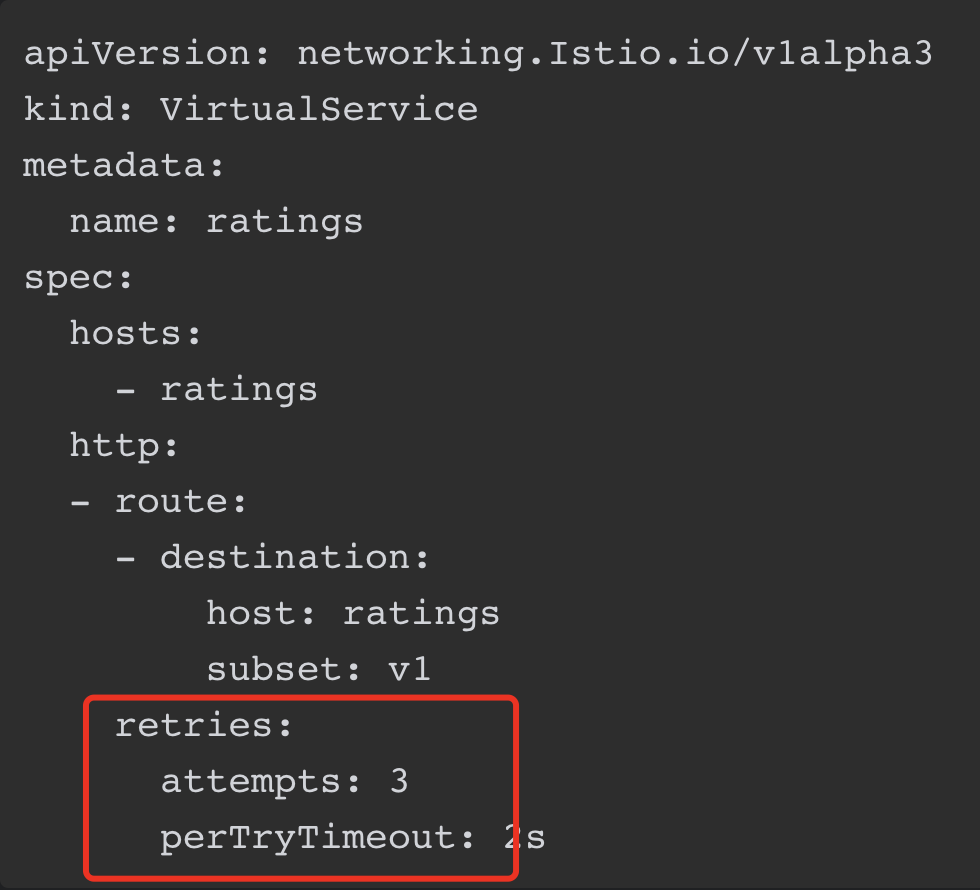 apiVersion: networking.Istio.io/v1alpha3
kind: VirtualService
metadata:
  name: ratings
spec:
  hosts:
    - ratings
  http:
  - route:
    - destination:
        host: ratings
        subset: v1
    retries:
      attempts: 3
      perTryTimeout: 2s